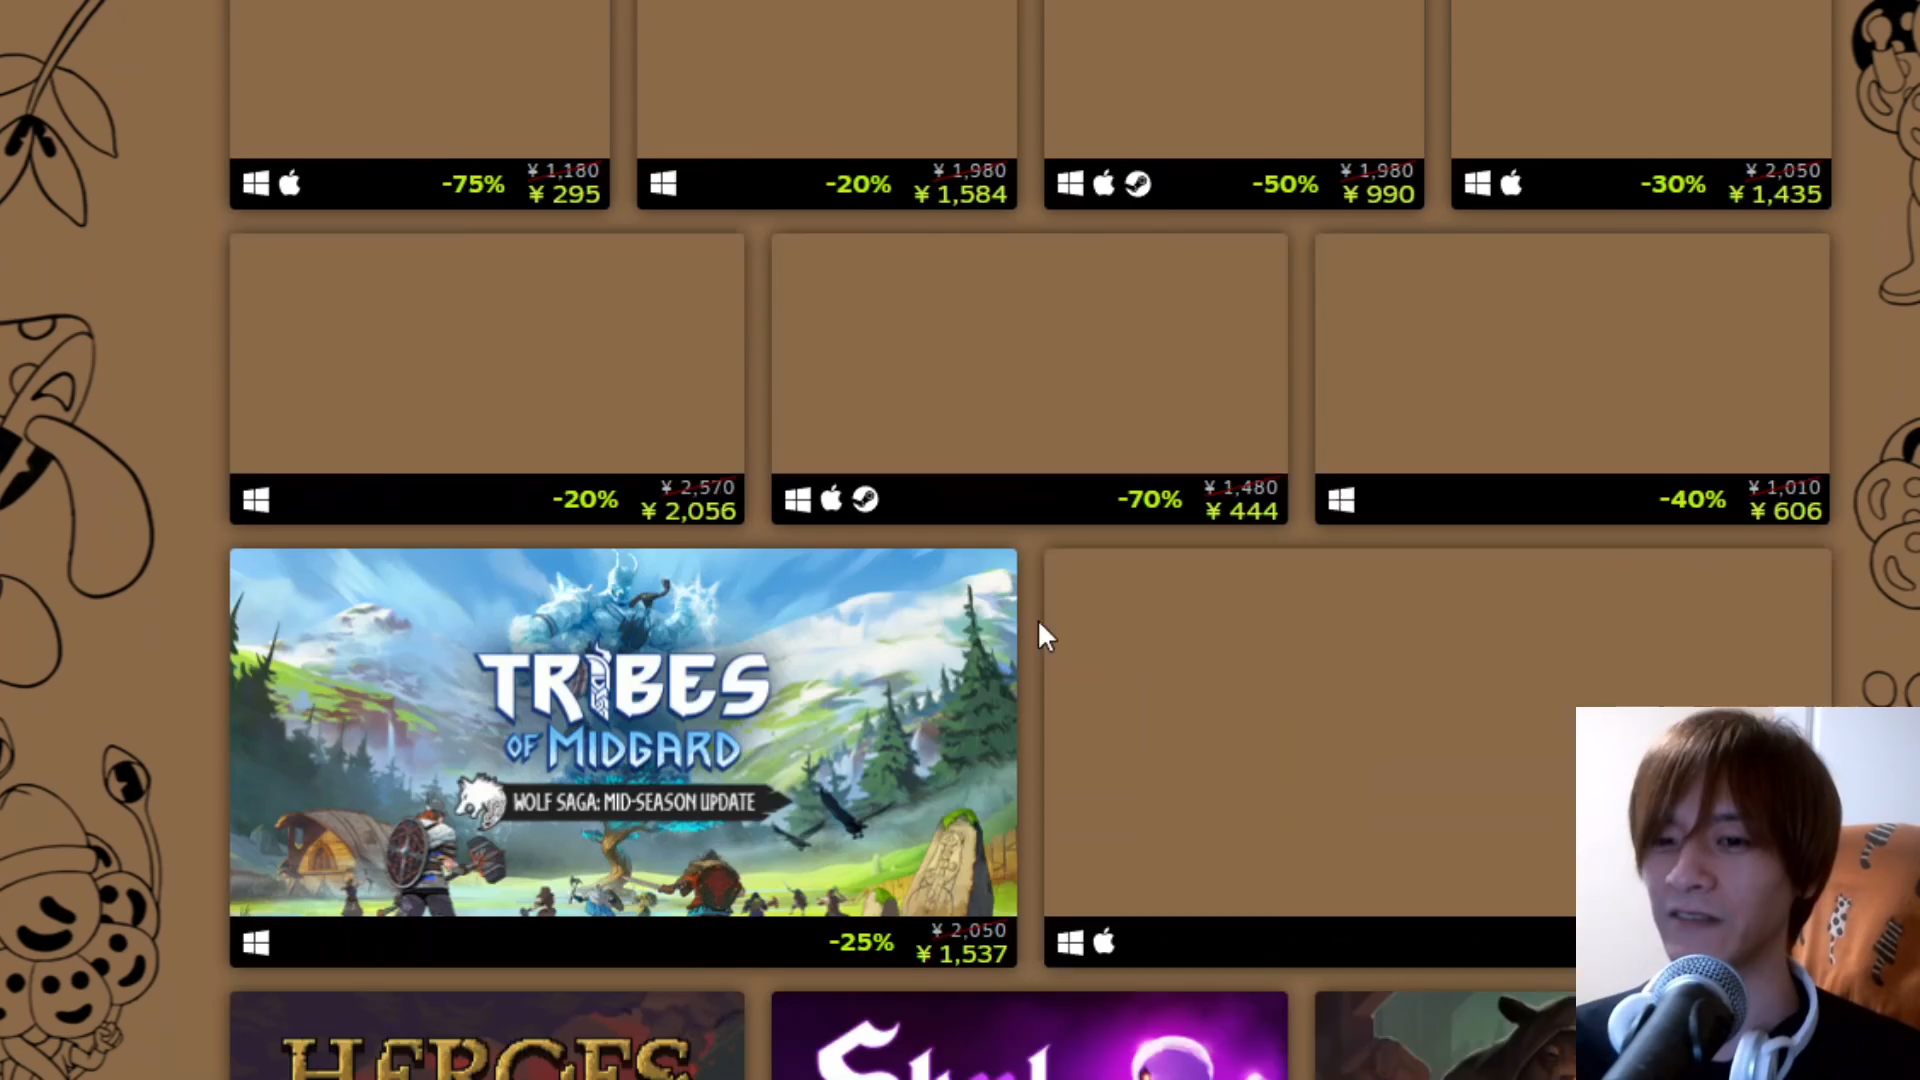 -75% ¥ 1,180
¥ 295
-20% ¥ 1,980
¥ 1,584
-50% ¥ 1,980
¥ 990
-30% ¥ 2,050
¥ 1,435
-20% ¥ 2,570
¥ 2,056
-70% ¥ 1,480
¥ 444
-40% ¥ 1,010
¥ 606
TRIBES
OF MIDGARD
WOLF SAGA: MID-SEASON UPDATE
-25% ¥ 2,050
¥ 1,537
HEROES
Skul